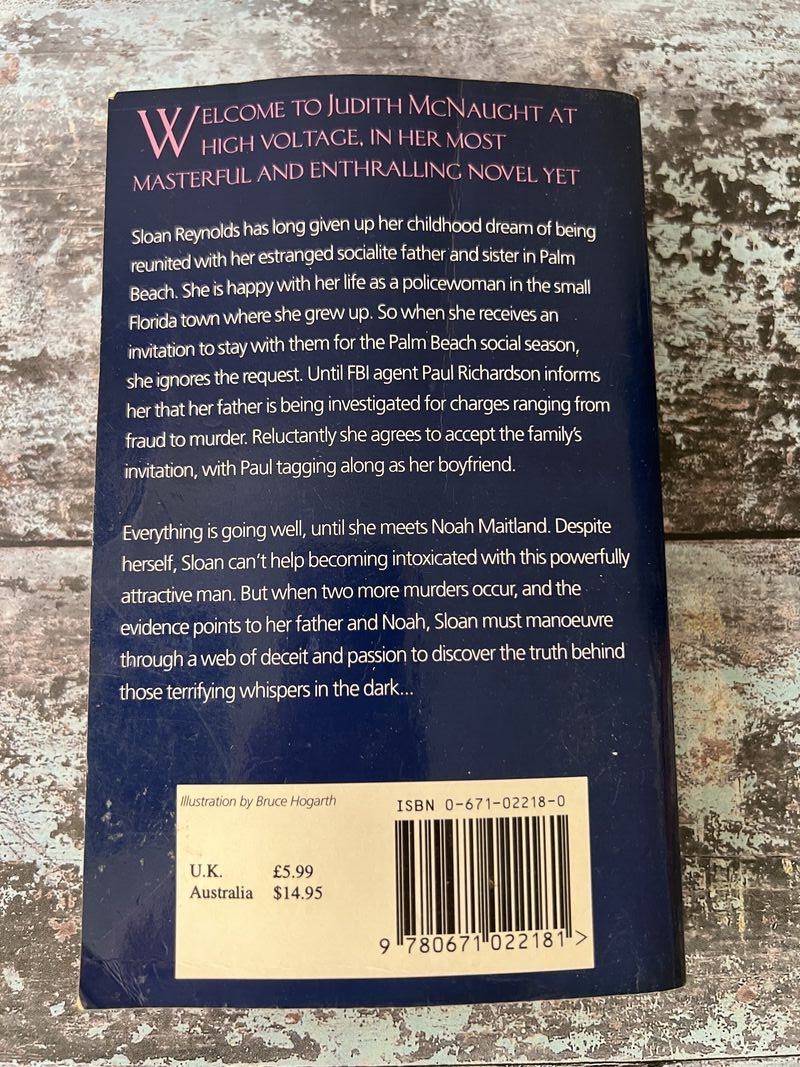 WELCOME TO JUDITH MCNAUGHT AT
HIGH VOLTAGE, IN HER MOST
MASTERFUL AND ENTHRALLING NOVEL YET
Sloan Reynolds has long given up her childhood dream of being
reunited with her estranged socialite father and sister in Palm
Beach. She is happy with her life as a policewoman in the small
Florida town where she grew up. So when she receives an
invitation to stay with them for the Palm Beach social season,
she ignores the request. Until FBI agent Paul Richardson informs
her that her father is being investigated for charges ranging from
fraud to murder. Reluctantly she agrees to accept the family's
invitation, with Paul tagging along as her boyfriend.
Everything is going well, until she meets Noah Maitland. Despite
herself, Sloan can't help becoming intoxicated with this powerfully
attractive man. But when two more murders occur, and the
evidence points to her father and Noah, Sloan must manoeuvre
through a web of deceit and passion to discover the truth behind
those terrifying whispers in the dark...
Illustration by Bruce Hogarth
ISBN 0-671-02218-0
U.K. £5.99
Australia $14.95
9 780671 022181 >